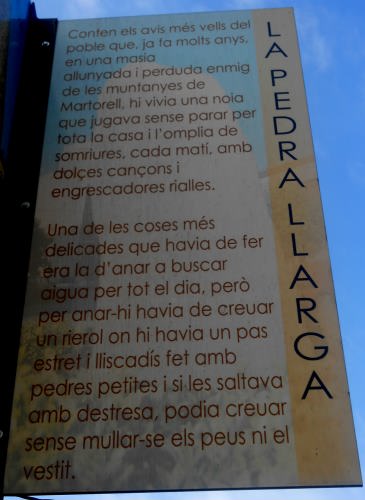 Conten els avis més vells del
poble que, ja fa molts anys,
en una masia
allunyada i perduda enmig
de les muntanyes de
Martorell, hi vivia una noia
que jugava sense parar per
tota la casa i l'omplia de
somriures, cada matí, amb
dolçes cançons i
engrescadores rialles.
Una de les coses més
delicades que havia de fer
era la d'anar a buscar
aigua per tot el dia, però
per anar-hi havia de creuar
un rierol on hi havia un pas
estret i lliscadís fet amb
pedres petites i si les saltava
amb destresa, podia creuar
sense mullar-se els peus ni el
vestit.
LA PEDRA LLARGA